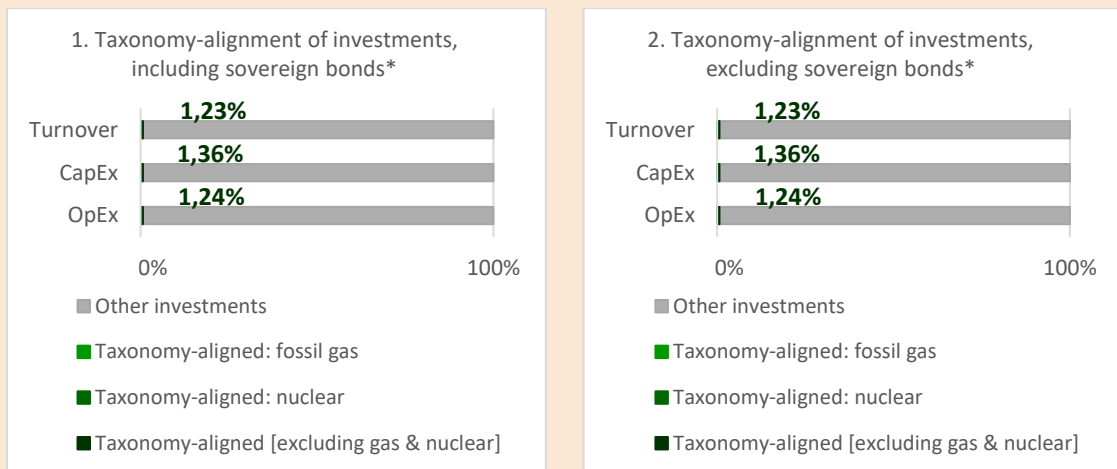 1. Taxonomy-alignment of investments,
including sovereign bonds*
Turnover
1,23%
CapEx
1,36%
OpEx
1,24%
0%
100%
Other investments
Taxonomy-aligned: fossil gas
Taxonomy-aligned: nuclear
Taxonomy-aligned [excluding gas & nuclear]
2. Taxonomy-alignment of investments,
excluding sovereign bonds*
Turnover
1,23%
CapEx
1,36%
OpEx
1,24%
0%
100%
Other investments
Taxonomy-aligned: fossil gas
Taxonomy-aligned: nuclear
Taxonomy-aligned [excluding gas & nuclear]